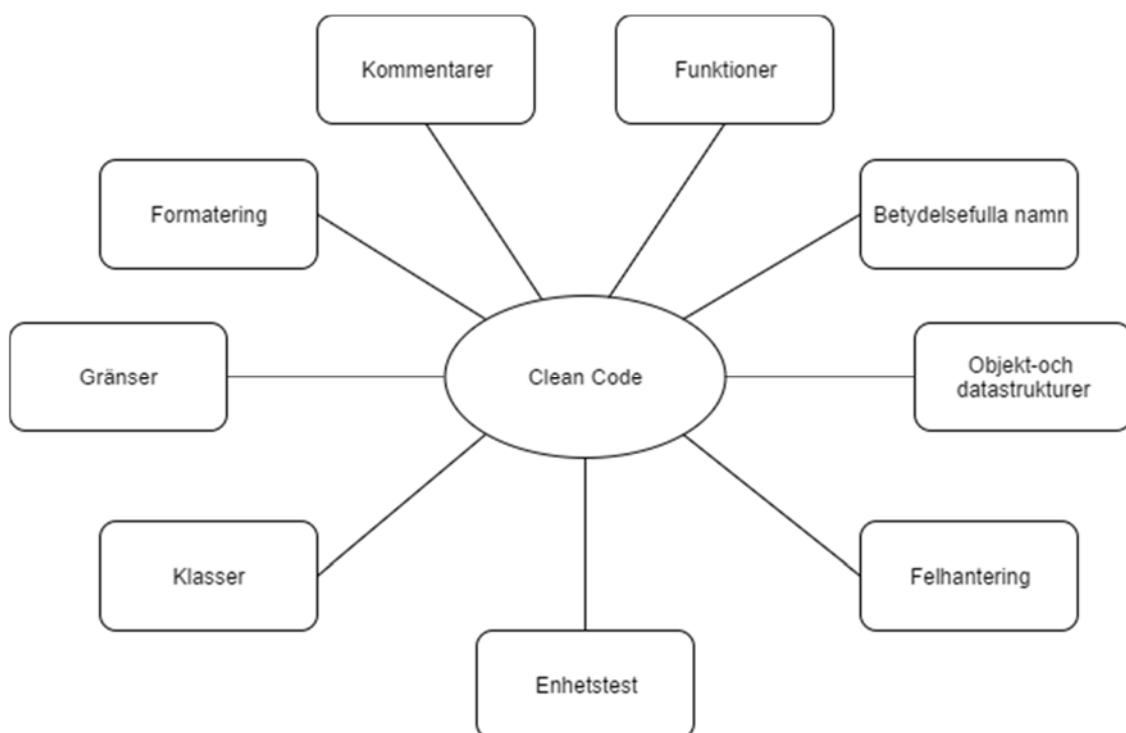 Kommentarer
Funktioner
Formatering
Betydelsefulla namn
Gränser
Clean Code
Objekt-och
datastrukturer
Klasser
Felhantering
Enhetstest